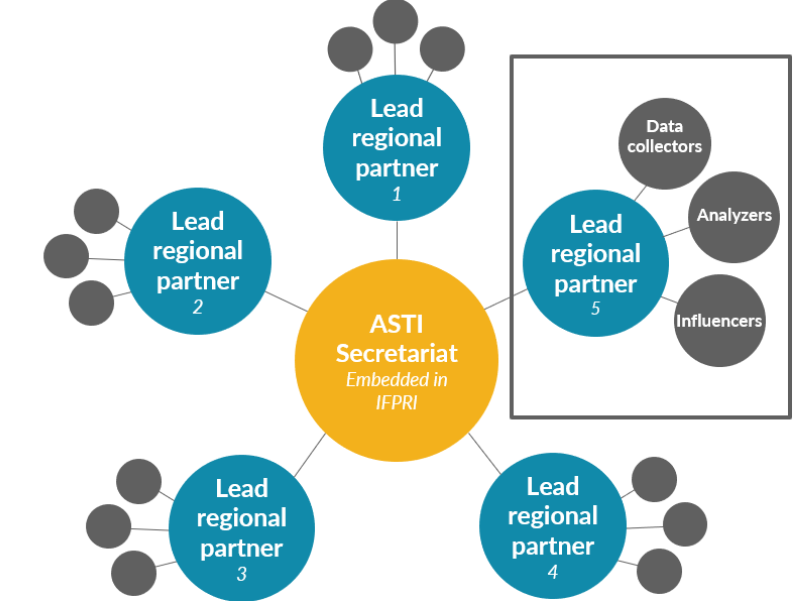 Lead
regional
partner
1
Data
collectors
Analyzers
Influencers
Lead
regional
partner
2
Lead
regional
partner
5
ASTI
Secretariat
Embedded in
IFPRI
Lead
regional
partner
3
Lead
regional
partner
4